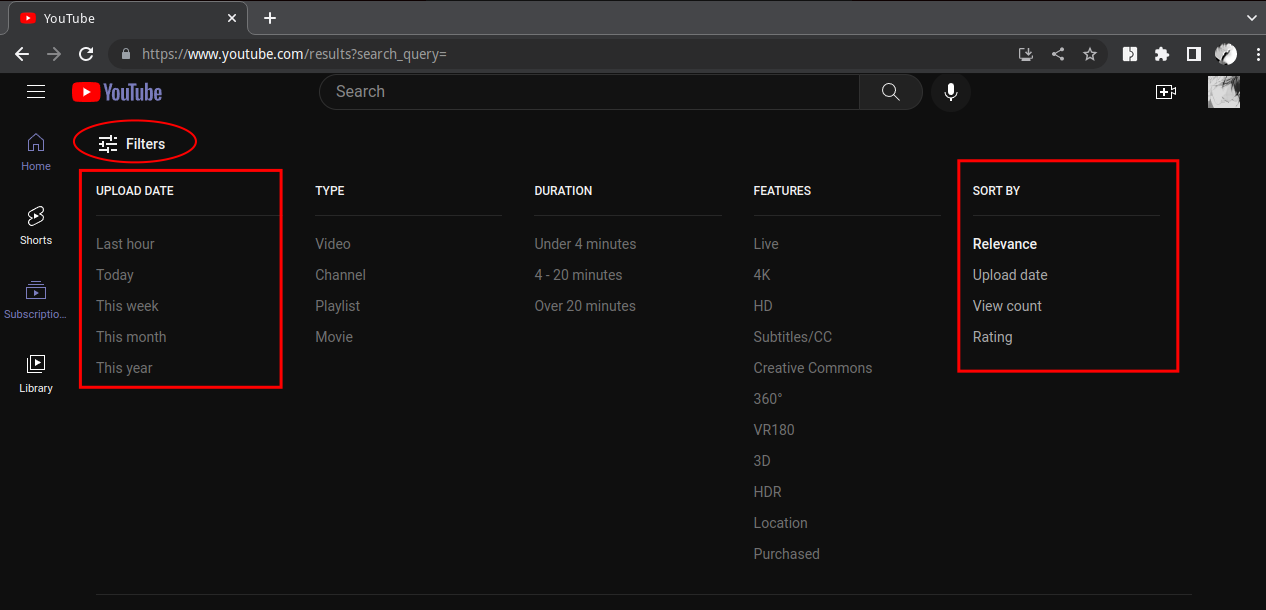 YouTube
https://www.youtube.com/results?search_query=
YouTube
Search
Home
Shorts
Subscriptio...
Library
Filters
UPLOAD DATE
Last hour
Today
This week
This month
This year
TYPE
Video
Channel
Playlist
Movie
DURATION
Under 4 minutes
4 - 20 minutes
Over 20 minutes
FEATURES
Live
4K
HD
Subtitles/CC
Creative Commons
360°
VR180
3D
HDR
Location
Purchased
SORT BY
Relevance
Upload date
View count
Rating